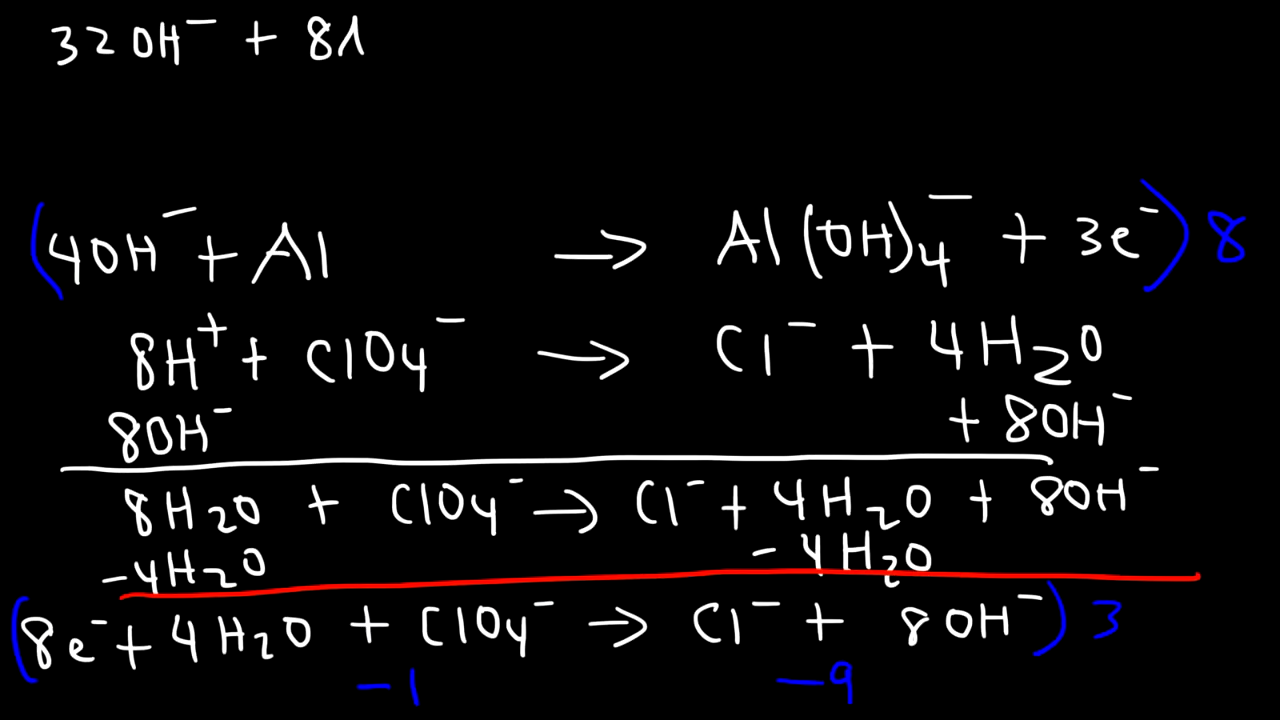 32OH⁻ + 8A
(4OH⁻ + Al → Al(OH)₄⁻ + 3e⁻) 8
8H⁺ + ClO₄⁻ → Cl⁻ + 4H₂O
8OH⁻ + 8OH⁻
8H₂O + ClO₄⁻ → Cl⁻ + 4H₂O + 8OH⁻
-4H₂O -4H₂O
(8e⁻ + 4H₂O + ClO₄⁻ → Cl⁻ + 8OH⁻) 3
-1 -9